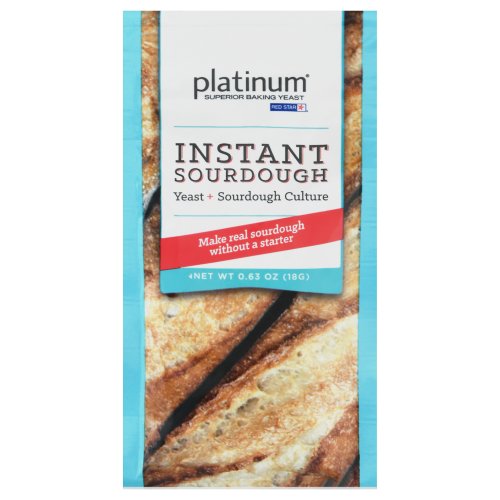 platinum®
SUPERIOR BAKING YEAST
RED STAR
INSTANT
SOURDOUGH
Yeast + Sourdough Culture
Make real sourdough
without a starter
NET WT 0.63 OZ (18G)